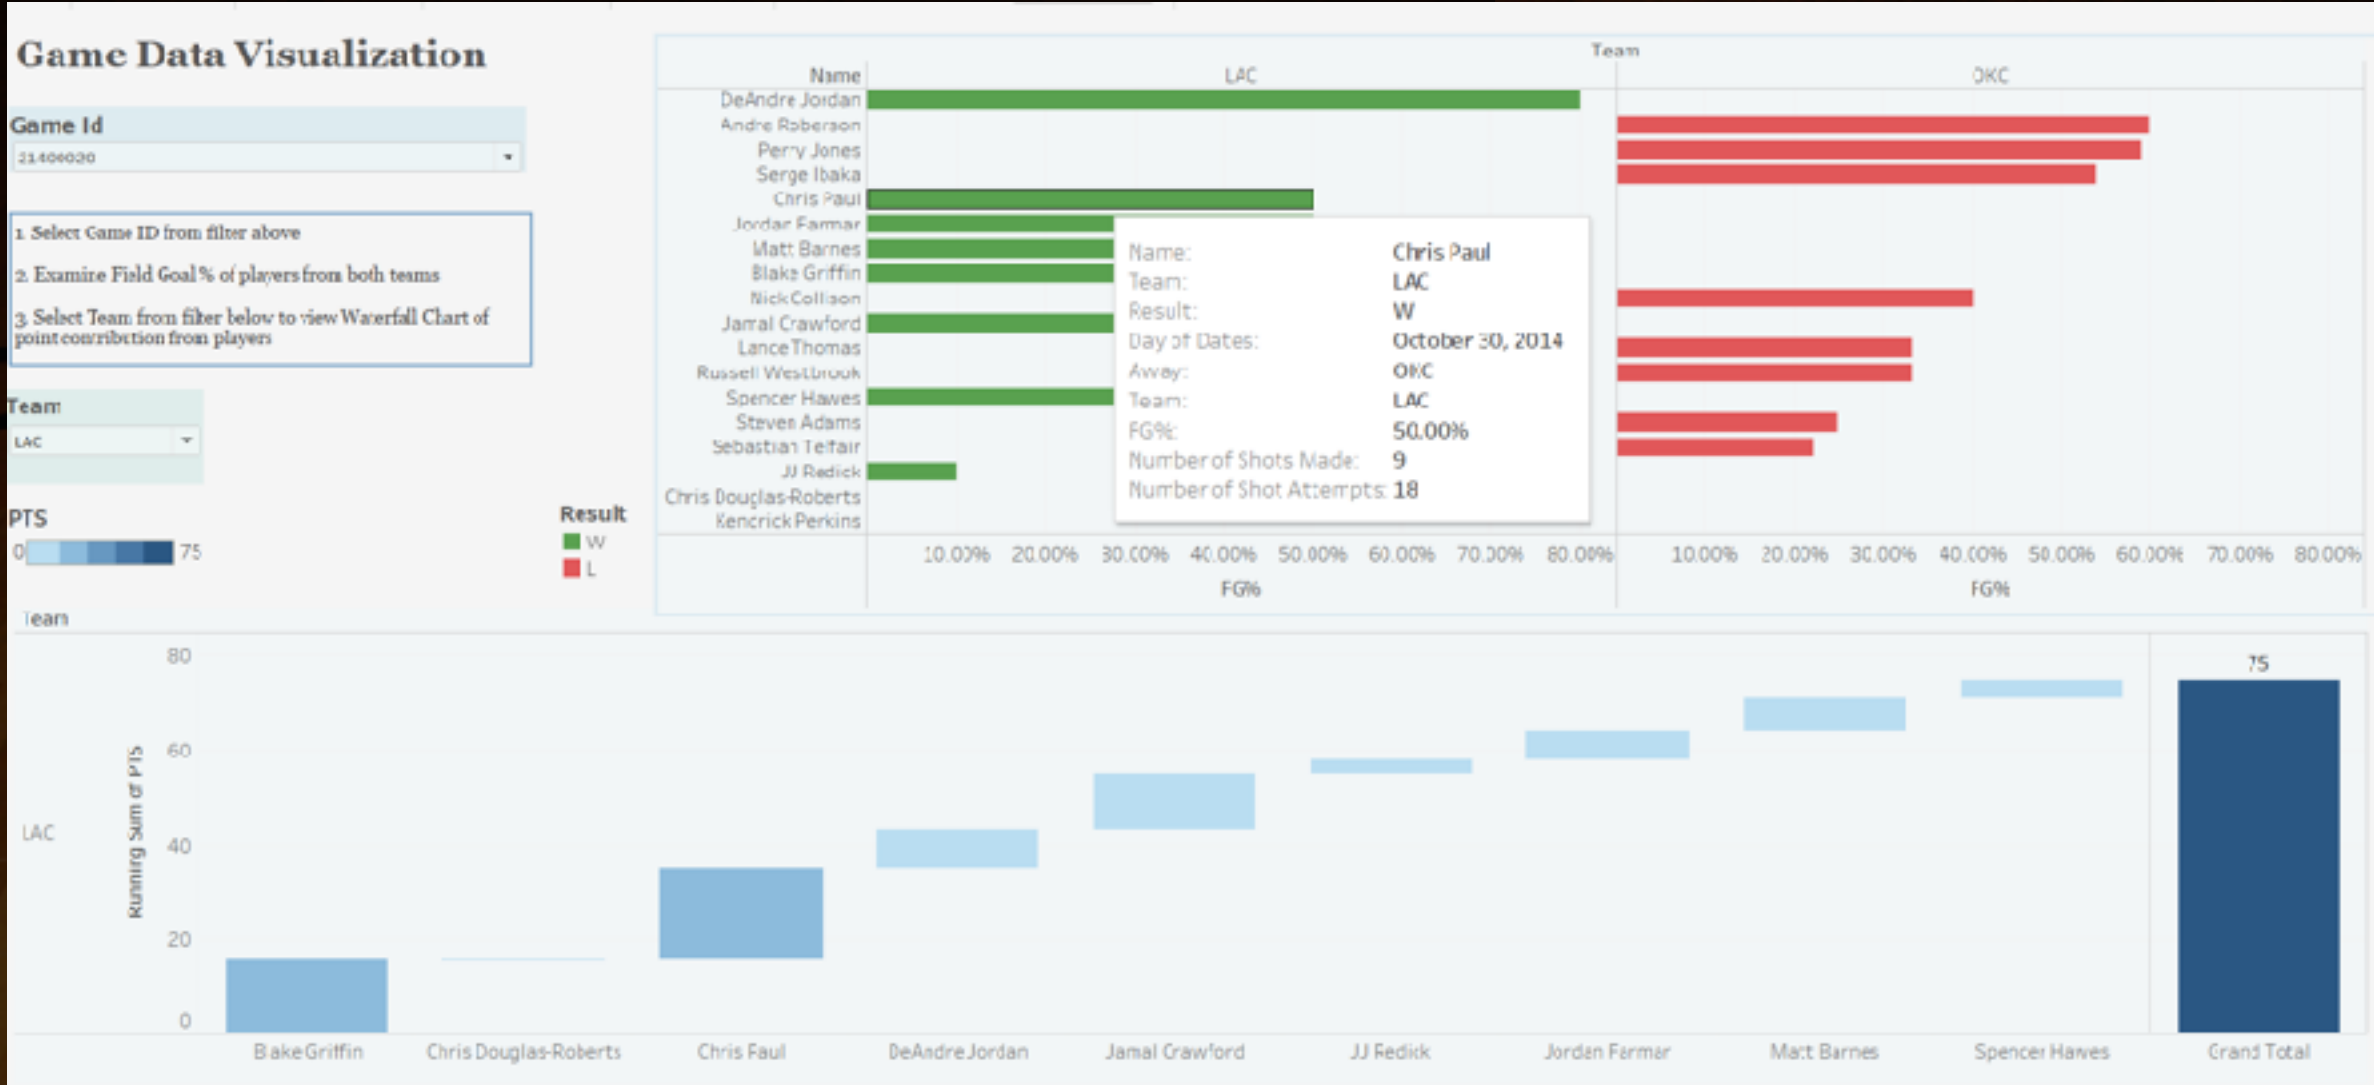 Game Data Visualization
Game Id
21400020
1. Select Game ID from filter above
2. Examine Field Goal % of players from both teams
3. Select Team from filter below to view Waterfall Chart of
point contribution from players
Team
LAC
PTS
0 75
Result
W
L
Team
Name LAC OKC
DeAndre Jordan
Andre Roberson
Perry Jones
Serge Ibaka
Chris Paul
Jordan Farmar
Matt Barnes
Blake Griffin
Nick Collison
Jamal Crawford
Lance Thomas
Russell Westbrook
Spencer Hawes
Steven Adams
Sebastian Telfair
JJ Redick
Chris Douglas-Roberts
Kendrick Perkins
Name: Chris Paul
Team: LAC
Result: W
Day of Dates: October 30, 2014
Away: OKC
Team: LAC
FG%: 50.00%
Number of Shots Made: 9
Number of Shot Attempts: 18
10.00% 20.00% 30.00% 40.00% 50.00% 60.00% 70.00% 80.00% 10.00% 20.00% 30.00% 40.00% 50.00% 60.00% 70.00% 80.00%
FG% FG%
Team
LAC
Running Sum of PTS
80
60
40
20
0
75
Blake Griffin Chris Douglas-Roberts Chris Paul DeAndre Jordan Jamal Crawford JJ Redick Jordan Farmar Matt Barnes Spencer Hawes Grand Total